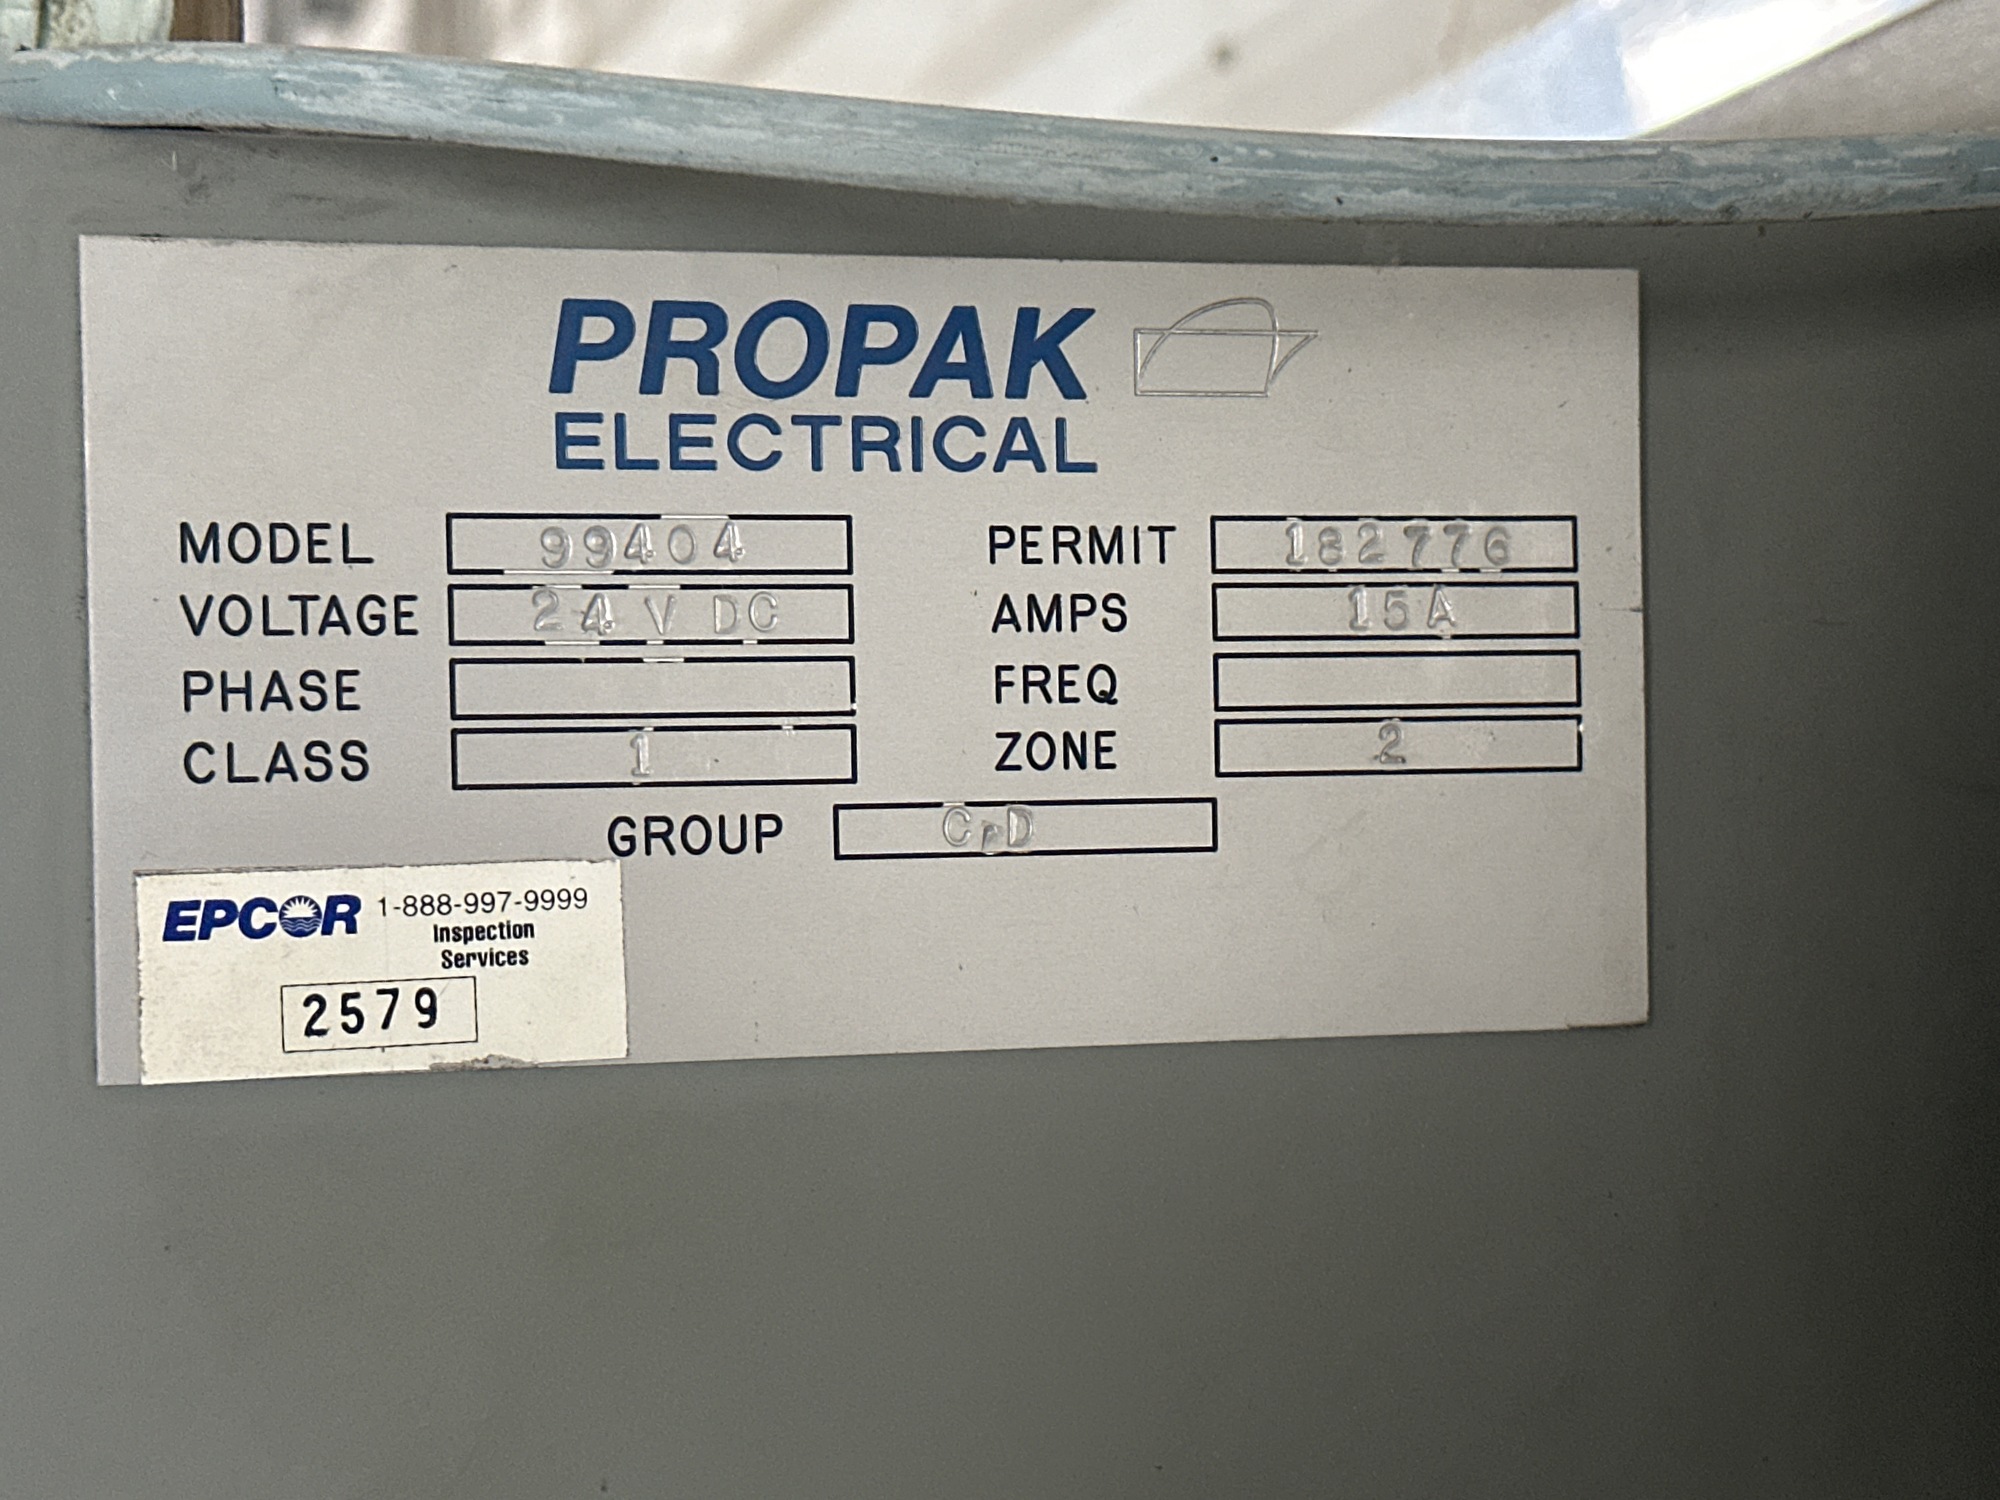 PROPAK
ELECTRICAL
MODEL 99404 PERMIT 182776
VOLTAGE 24 V DC AMPS 15A
PHASE FREQ
CLASS 1 ZONE 2
GROUP C,D
EPCOR 1-888-997-9999
Inspection
Services
2579